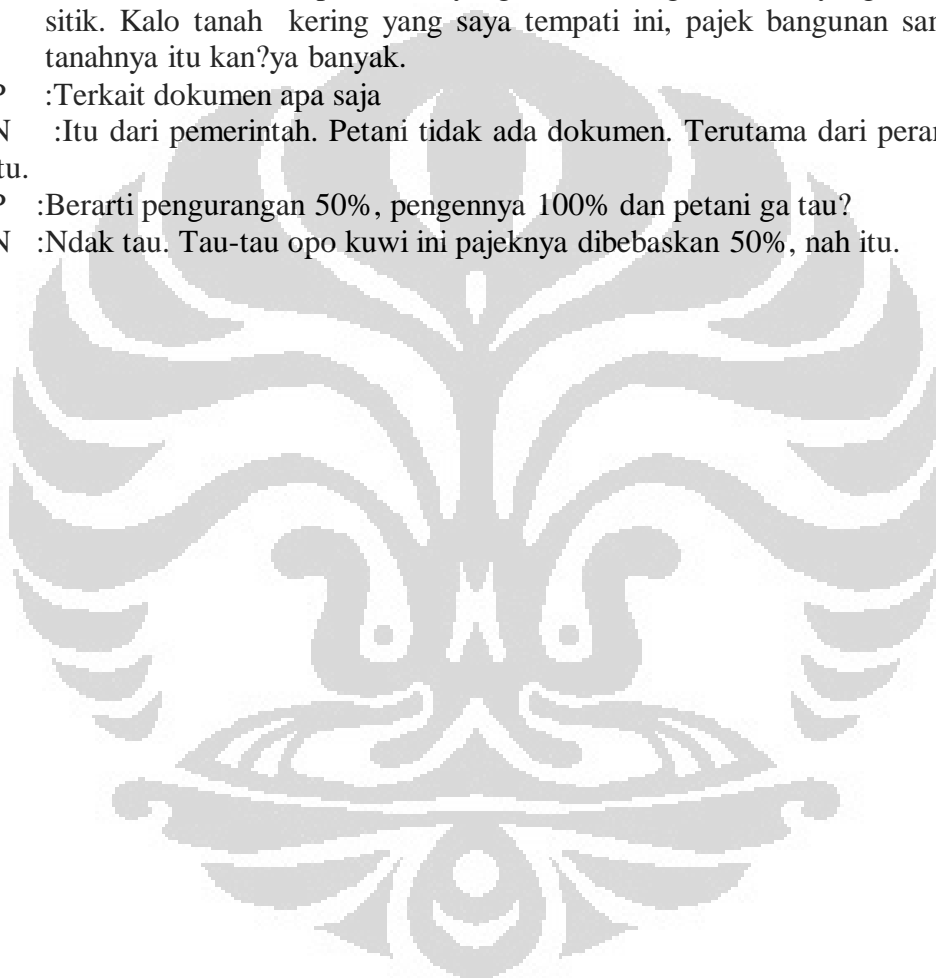 sitik. Kalo tanah kering yang saya tempati ini, pajek bangunan
tanahnya itu kan?ya banyak.
P :Terkait dokumen apa saja
N :Itu dari pemerintah. Petani tidak ada dokumen. Terutama dari
tu.
P :Berarti pengurangan 50%, pengennya 100% dan petani ga tau?
N :Ndak tau. Tau-tau opo kuwi ini pajeknya dibebaskan 50%, nah itu.